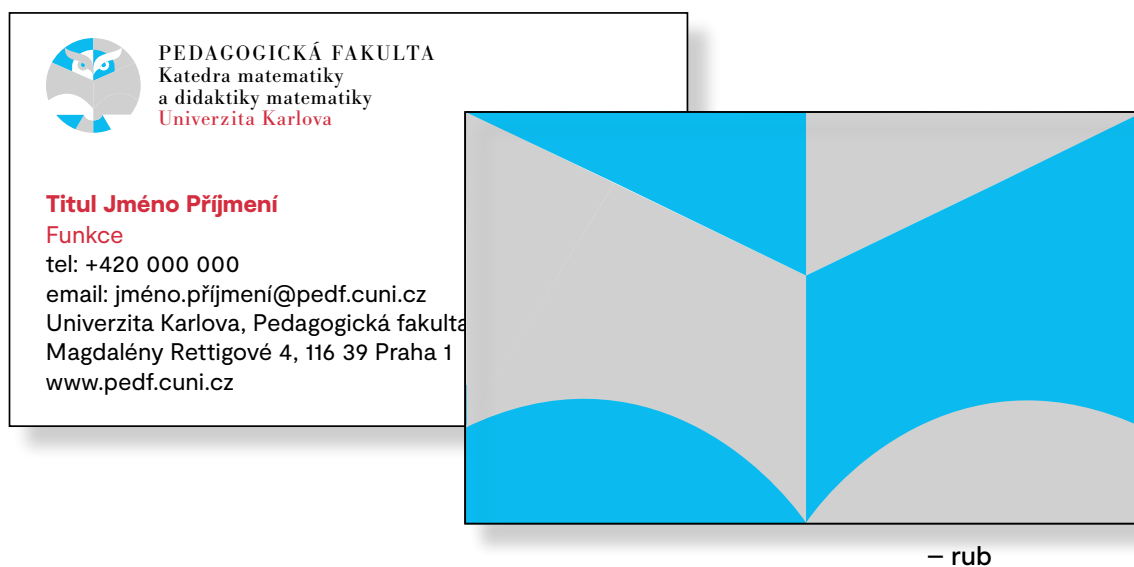 PEDAGOGICKÁ FAKULTA
Katedra matematiky
a didaktiky matematiky
Univerzita Karlova
Titul Jméno Příjmení
Funkce
tel: +420 000 000
email: jméno.příjmení@pedf.cuni.cz
Univerzita Karlova, Pedagogická fakulta
Magdalény Rettigové 4, 116 39 Praha 1
www.pedf.cuni.cz
– rub